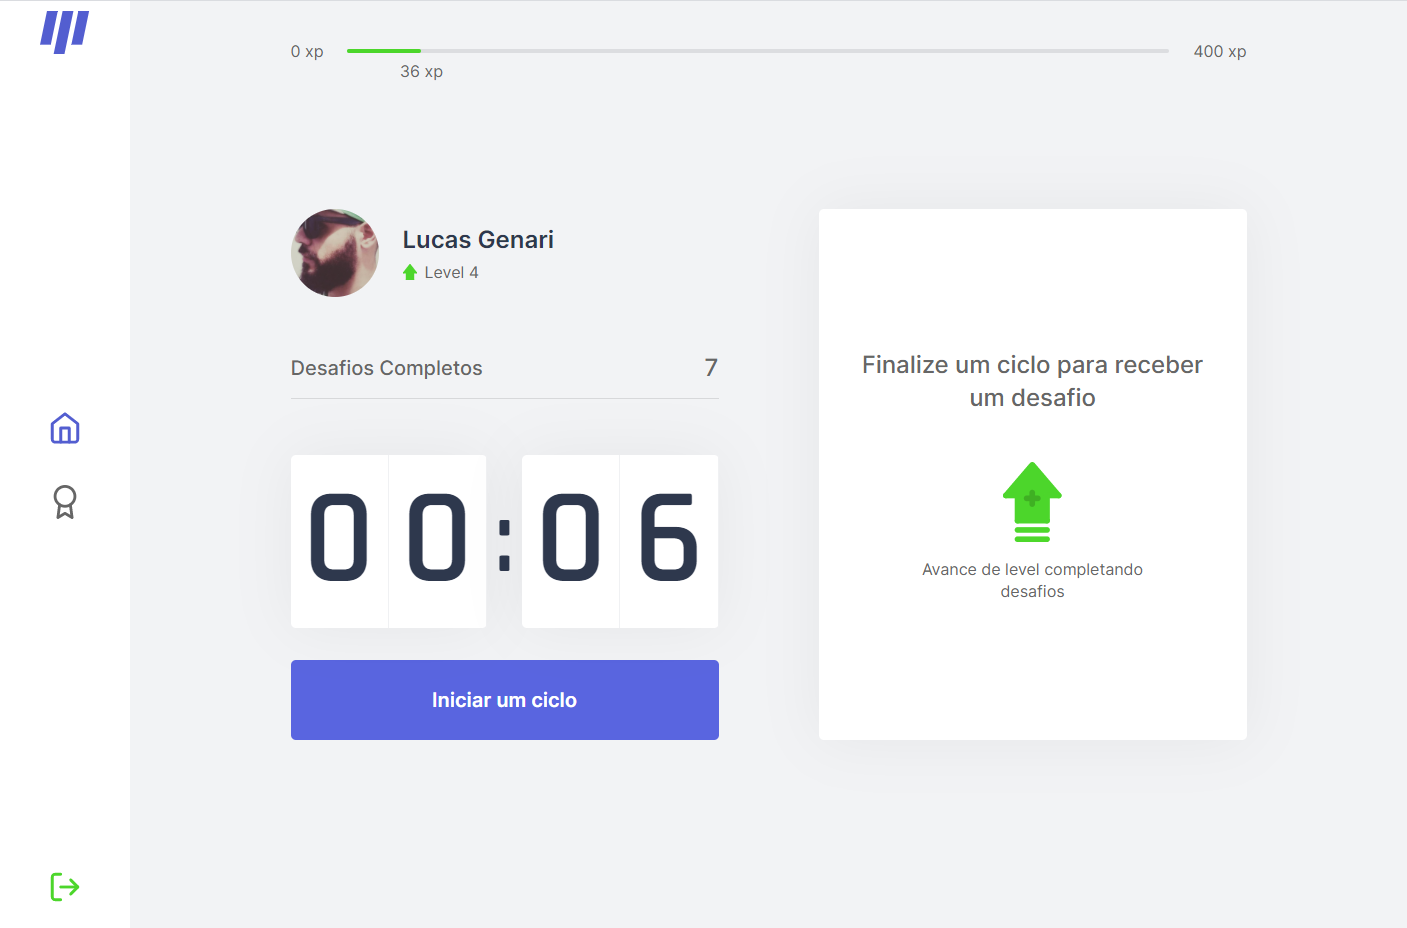 0 xp
400 xp
36 xp
Lucas Genari
Level 4
Desafios Completos 7
00:06
Iniciar um ciclo
Finalize um ciclo para receber
um desafio
Avance de level completando
desafios